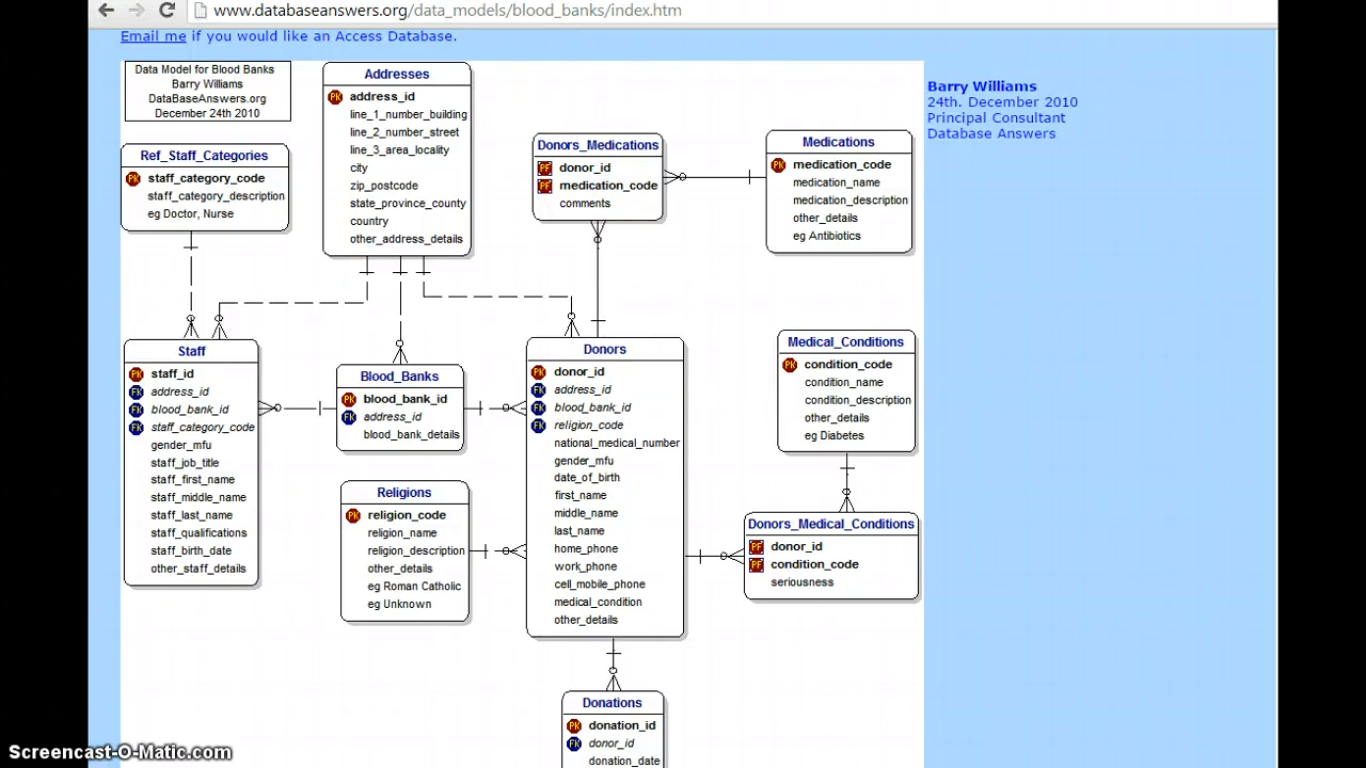 www.databaseanswers.org/data_models/blood_banks/index.htm
Email me if you would like an Access Database.
Data Model for Blood Banks
Barry Williams
DataBaseAnswers.org
December 24th 2010
Addresses
PK address_id
line_1_number_building
line_2_number_street
line_3_area_locality
city
zip_postcode
state_province_county
country
other_address_details
Barry Williams
24th. December 2010
Principal Consultant
Database Answers
Ref_Staff_Categories
PK staff_category_code
staff_category_description
eg Doctor, Nurse
Donors_Medications
PF donor_id
PF medication_code
comments
Medications
PK medication_code
medication_name
medication_description
other_details
eg Antibiotics
Staff
PK staff_id
FK address_id
FK blood_bank_id
FK staff_category_code
gender_mfu
staff_job_title
staff_first_name
staff_middle_name
staff_last_name
staff_qualifications
staff_birth_date
other_staff_details
Blood_Banks
PK blood_bank_id
FK address_id
blood_bank_details
Religions
PK religion_code
religion_name
religion_description
other_details
eg Roman Catholic
eg Unknown
Donors
PK donor_id
FK address_id
FK blood_bank_id
FK religion_code
national_medical_number
gender_mfu
date_of_birth
first_name
middle_name
last_name
home_phone
work_phone
cell_mobile_phone
medical_condition
other_details
Medical_Conditions
PK condition_code
condition_name
condition_description
other_details
eg Diabetes
Donors_Medical_Conditions
PF donor_id
PF condition_code
seriousness
Donations
PK donation_id
FK donor_id
donation_date
Screencast-O-Matic.com